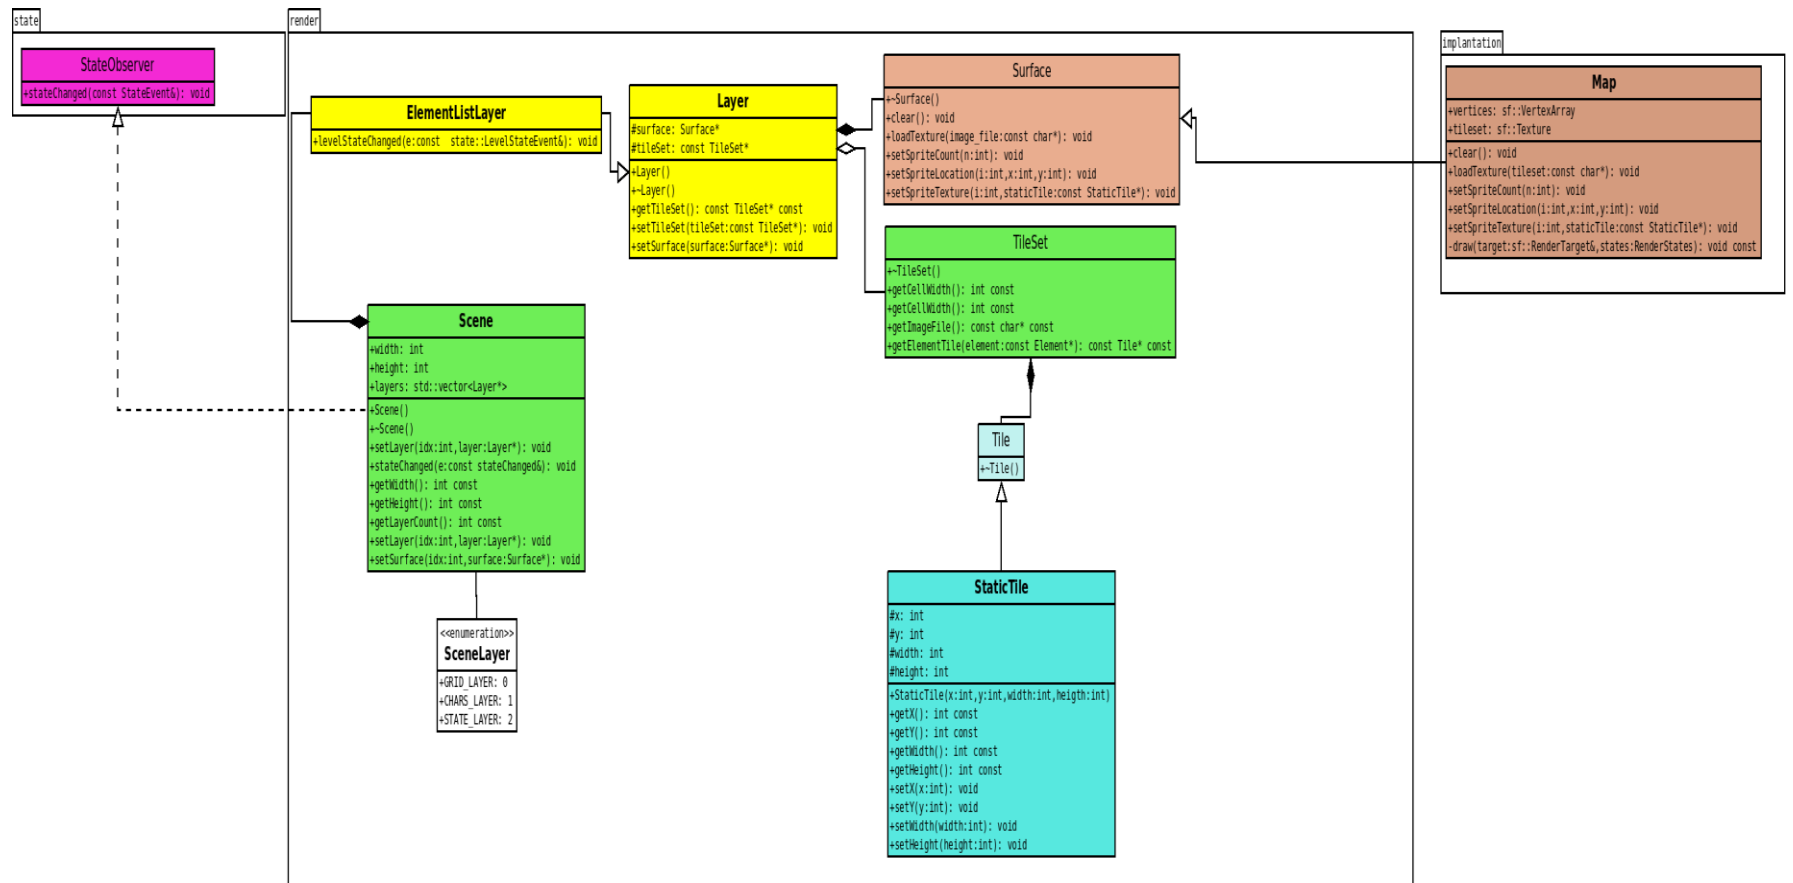 state
StateObserver
+stateChanged(const StateEvent&): void
render
ElementListLayer
+levelStateChanged(e:const  state::LevelStateEvent&): void
Layer
#surface: Surface*
#tileSet: const TileSet*
+Layer()
+~Layer()
+getTileSet(): const TileSet* const
+setTileSet(tileSet:const TileSet*): void
+setSurface(surface:Surface*): void
Surface
+~Surface()
+clear(): void
+loadTexture(image_file:const char*): void
+setSpriteCount(n:int): void
+setSpriteLocation(i:int,x:int,y:int): void
+setSpriteTexture(i:int,staticTile:const StaticTile*): void
TileSet
+~TileSet()
+getCellWidth(): int const
+getCellWidth(): int const
+getImageFile(): const char* const
+getElementTile(element:const Element*): const Tile* const
Scene
+width: int
+height: int
+layers: std::vector<Layer*>
+Scene()
+~Scene()
+setLayer(idx:int,layer:Layer*): void
+stateChanged(e:const stateChanged&): void
+getWidth(): int const
+getHeight(): int const
+getLayerCount(): int const
+setLayer(idx:int,layer:Layer*): void
+setSurface(idx:int,surface:Surface*): void
<<enumeration>>
SceneLayer
+GRID_LAYER: 0
+CHARS_LAYER: 1
+STATE_LAYER: 2
Tile
+~Tile()
StaticTile
#x: int
#y: int
#width: int
#height: int
+StaticTile(x:int,y:int,width:int,heigth:int)
+getX(): int const
+getY(): int const
+getWidth(): int const
+getHeight(): int const
+setX(x:int): void
+setY(y:int): void
+setWidth(width:int): void
+setHeight(height:int): void
implantation
Map
+vertices: sf::VertexArray
+tileset: sf::Texture
+clear(): void
+loadTexture(tileset:const char*): void
+setSpriteCount(n:int): void
+setSpriteLocation(i:int,x:int,y:int): void
+setSpriteTexture(i:int,staticTile:const StaticTile*): void
-draw(target:sf::RenderTarget&,states:RenderStates): void const